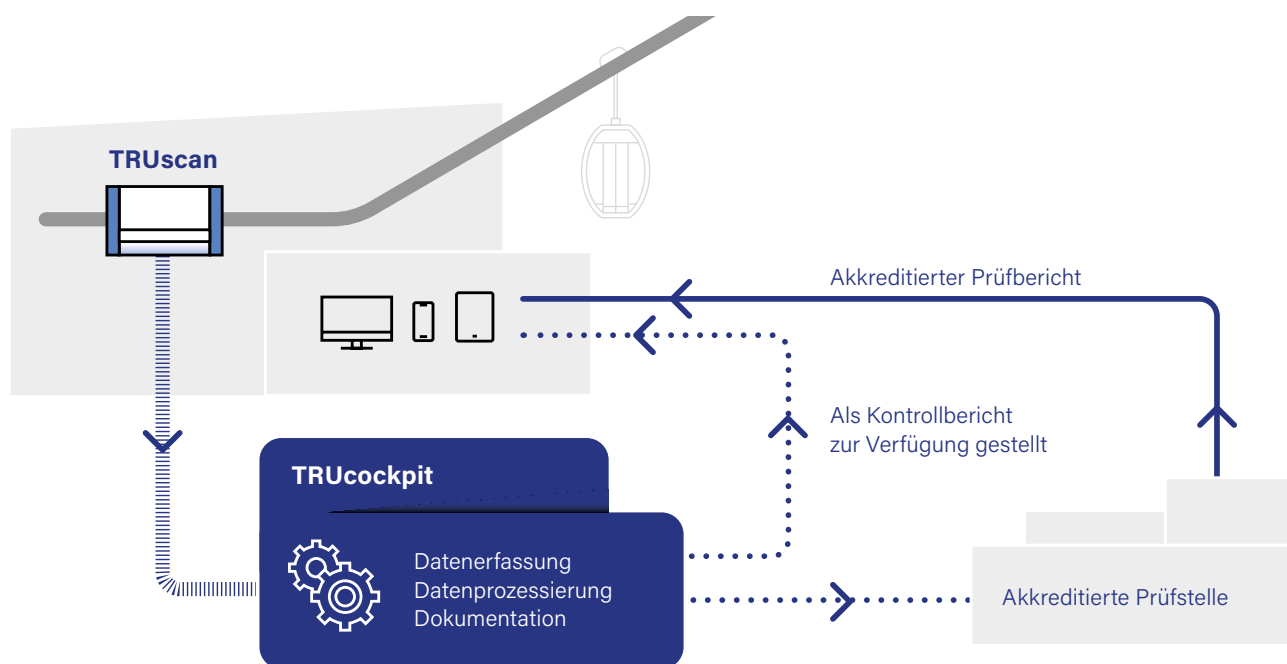 TRUscan
Akkreditierter Prüfbericht
Als Kontrollbericht
zur Verfügung gestellt
TRUcockpit
Datenerfassung
Datenprozessierung
Dokumentation
Akkreditierte Prüfstelle